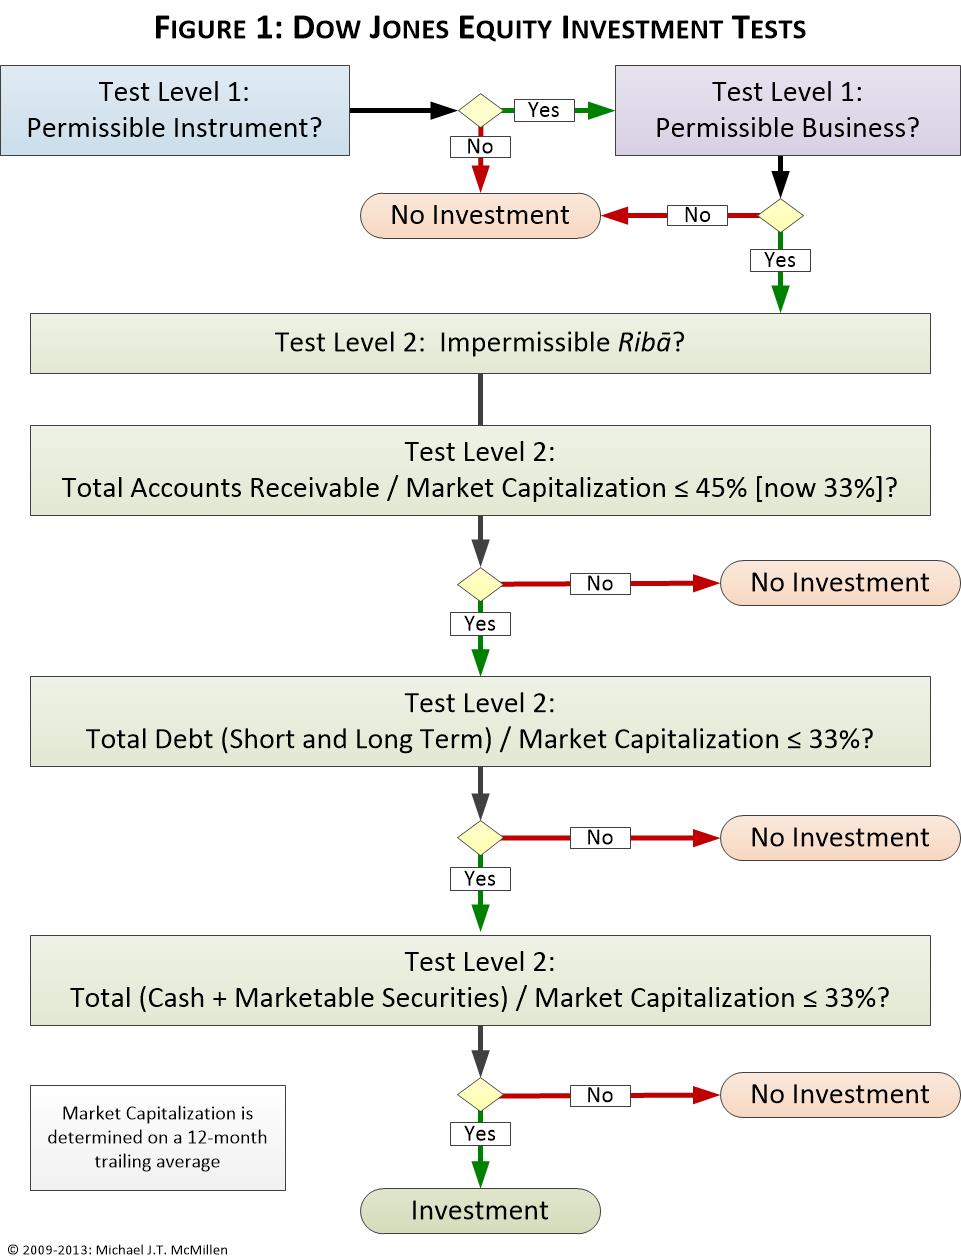 FIGURE 1: DOW JONES EQUITY INVESTMENT TESTS
Test Level 1:
Permissible Instrument?
Yes
No
Test Level 1:
Permissible Business?
No Investment
No
Yes
Test Level 2:  Impermissible Ribā?
Test Level 2:
Total Accounts Receivable / Market Capitalization ≤ 45% [now 33%]?
No
No Investment
Yes
Test Level 2:
Total Debt (Short and Long Term) / Market Capitalization ≤ 33%?
No
No Investment
Yes
Test Level 2:
Total (Cash + Marketable Securities) / Market Capitalization ≤ 33%?
No
No Investment
Yes
Market Capitalization is
determined on a 12-month
trailing average
Investment
© 2009-2013: Michael J.T. McMillen